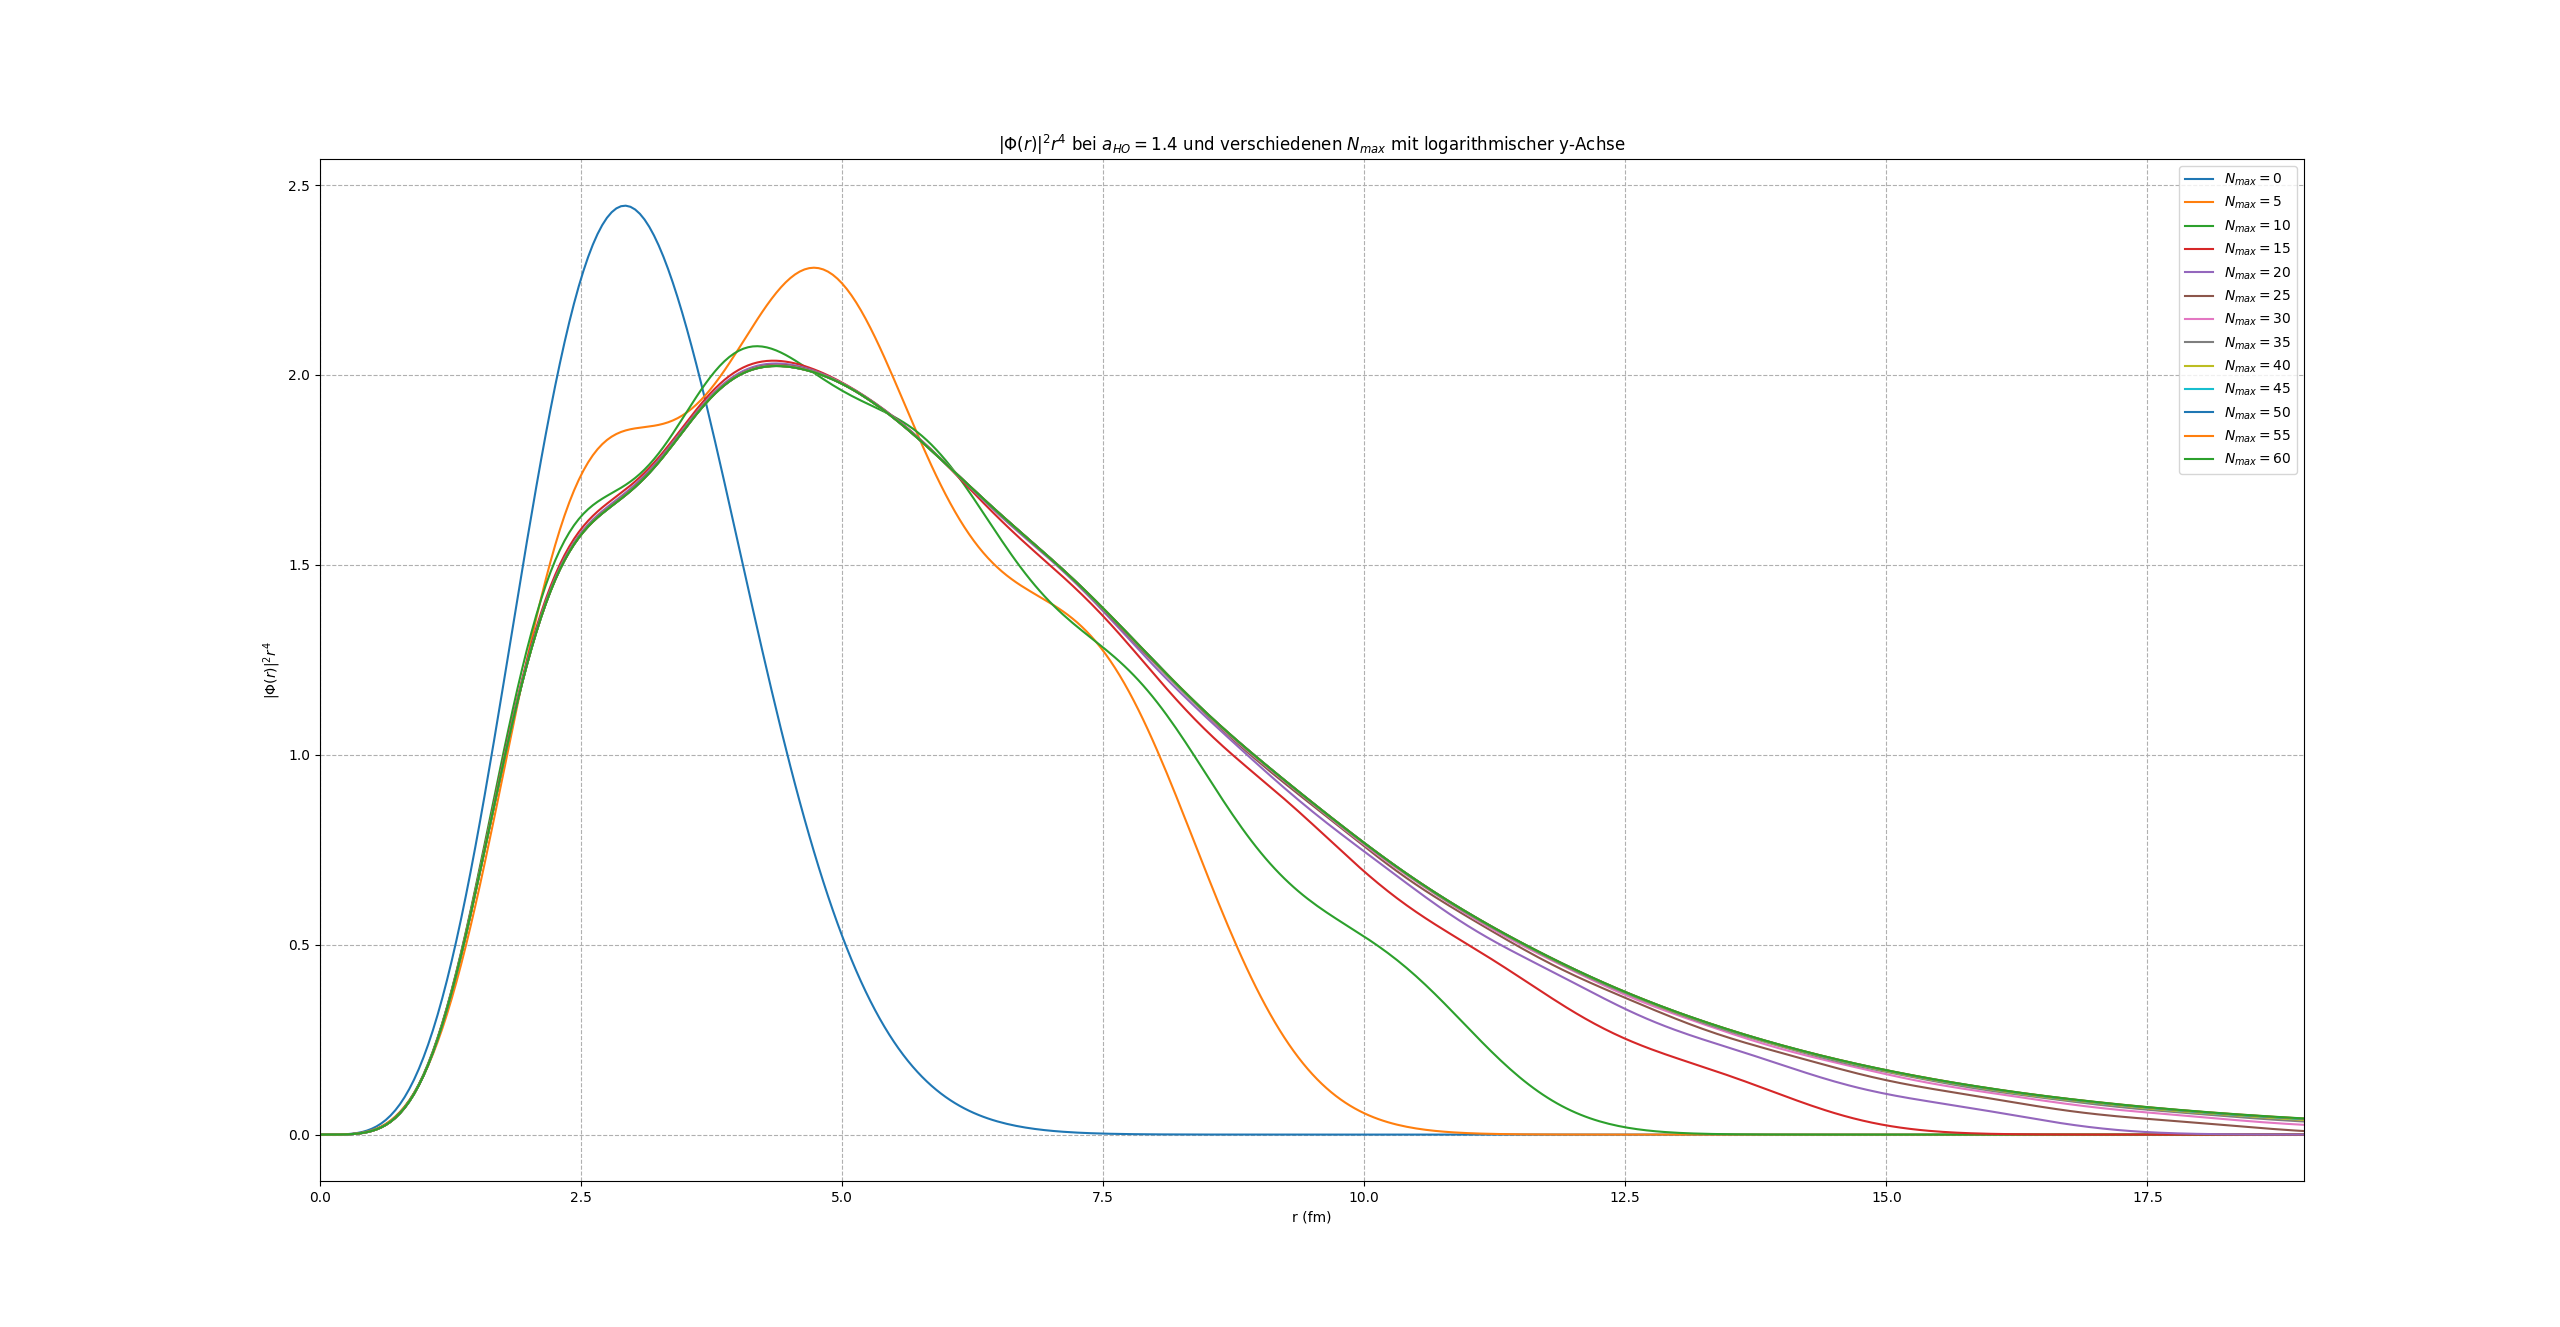 |Φ(r)|²r⁴ bei a_HO = 1.4 und verschiedenen N_max mit logarithmischer y-Achse
|Φ(r)|²r⁴
2.5
2.0
1.5
1.0
0.5
0.0
N_max = 0
N_max = 5
N_max = 10
N_max = 15
N_max = 20
N_max = 25
N_max = 30
N_max = 35
N_max = 40
N_max = 45
N_max = 50
N_max = 55
N_max = 60
0.0 2.5 5.0 7.5 10.0 12.5 15.0 17.5
r (fm)